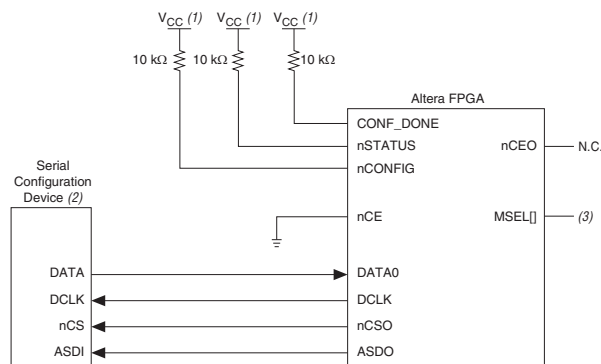 VCC (1) VCC (1) VCC (1)
10 kΩ 10 kΩ 10 kΩ
Altera FPGA
CONF_DONE
nSTATUS nCEO N.C.
nCONFIG
Serial
Configuration
Device (2)
nCE MSEL[] (3)
DATA DATA0
DCLK DCLK
nCS nCSO
ASDI ASDO